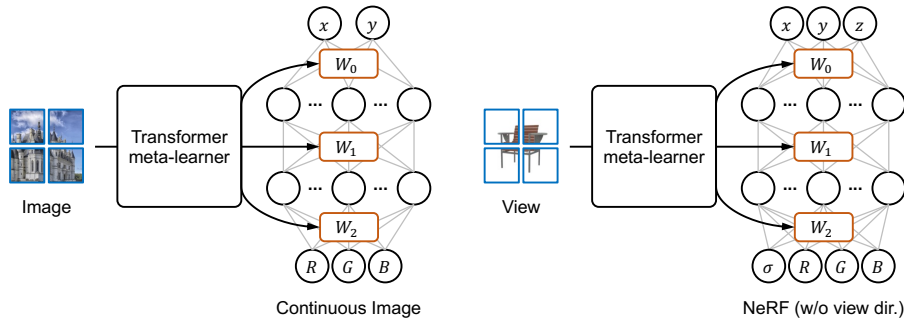 x y
W₀
Transformer
meta-learner
W₁
Image
W₂
R G B
Continuous Image
x y z
W₀
Transformer
meta-learner
W₁
View
W₂
σ R G B
NeRF (w/o view dir.)